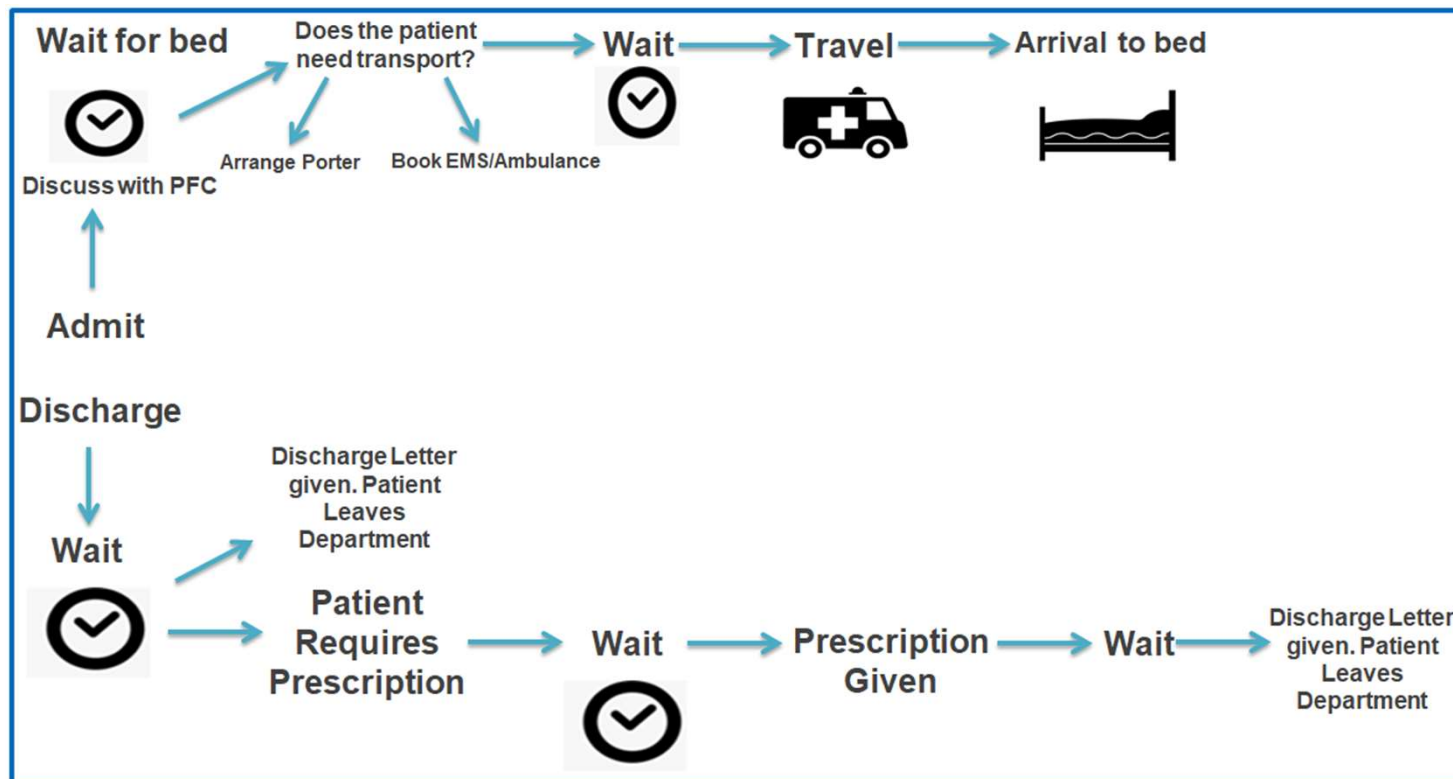 Wait for bed
Does the patient
need transport?
Wait
Travel
Arrival to bed
Arrange Porter
Book EMS/Ambulance
Discuss with PFC
Admit
Discharge
Wait
Discharge Letter
given. Patient
Leaves
Department
Patient
Requires
Prescription
Wait
Prescription
Given
Wait
Discharge Letter
given. Patient
Leaves
Department